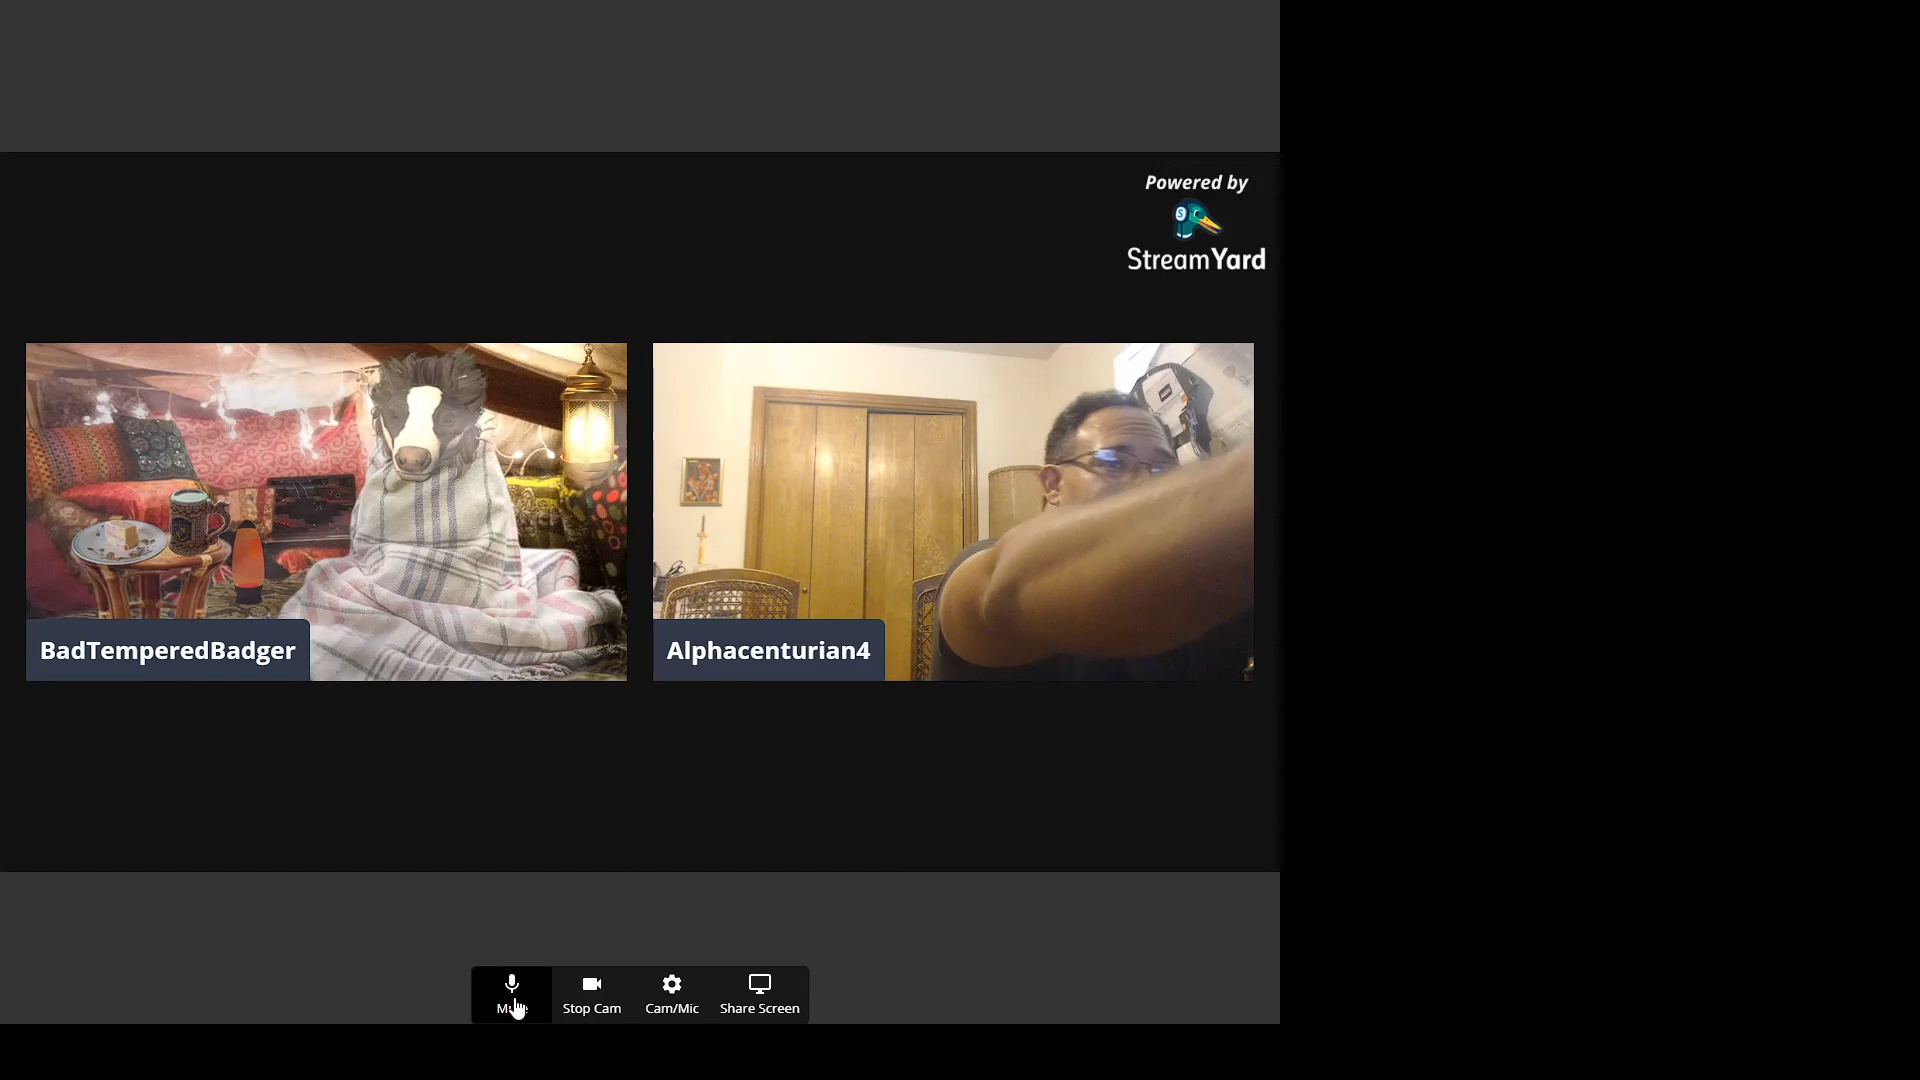 Powered by
StreamYard
BadTemperedBadger
Alphacenturian4
Stop Cam
Cam/Mic
Share Screen